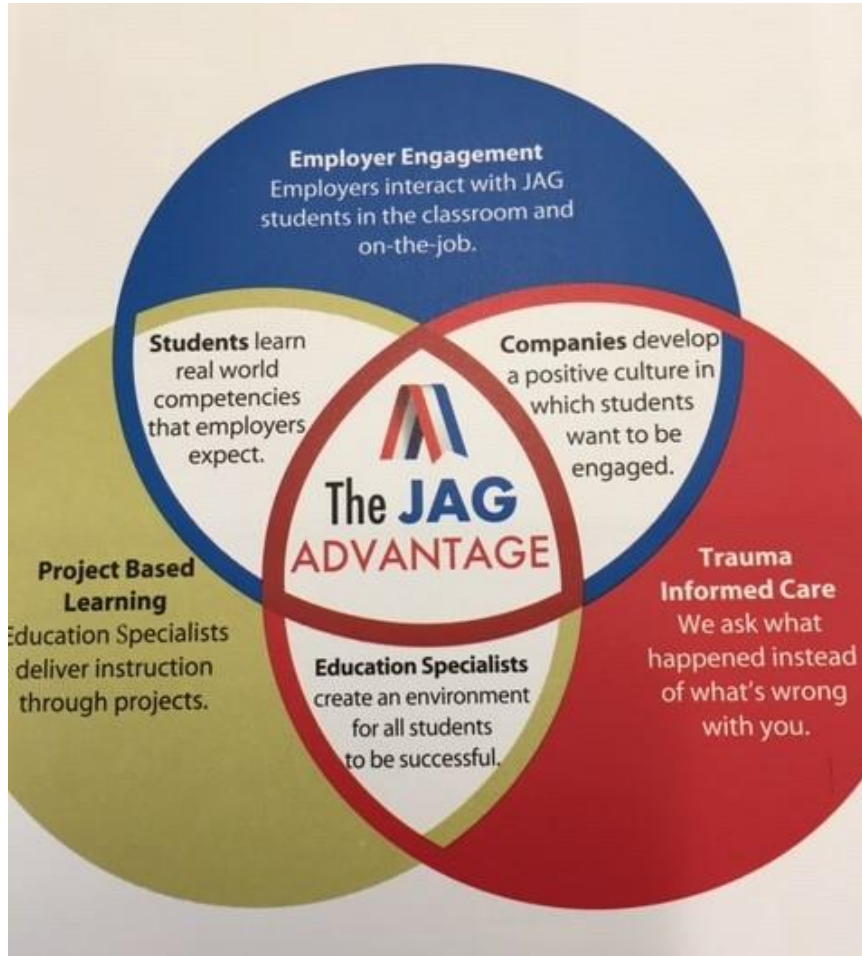 Employer Engagement
Employers interact with JAG
students in the classroom and
on-the-job.
Students learn
real world
competencies
that employers
expect.
Companies develop
a positive culture in
which students
want to be
engaged.
The JAG
ADVANTAGE
Project Based
Learning
Education Specialists
deliver instruction
through projects.
Trauma
Informed Care
We ask what
happened instead
of what's wrong
with you.
Education Specialists
create an environment
for all students
to be successful.